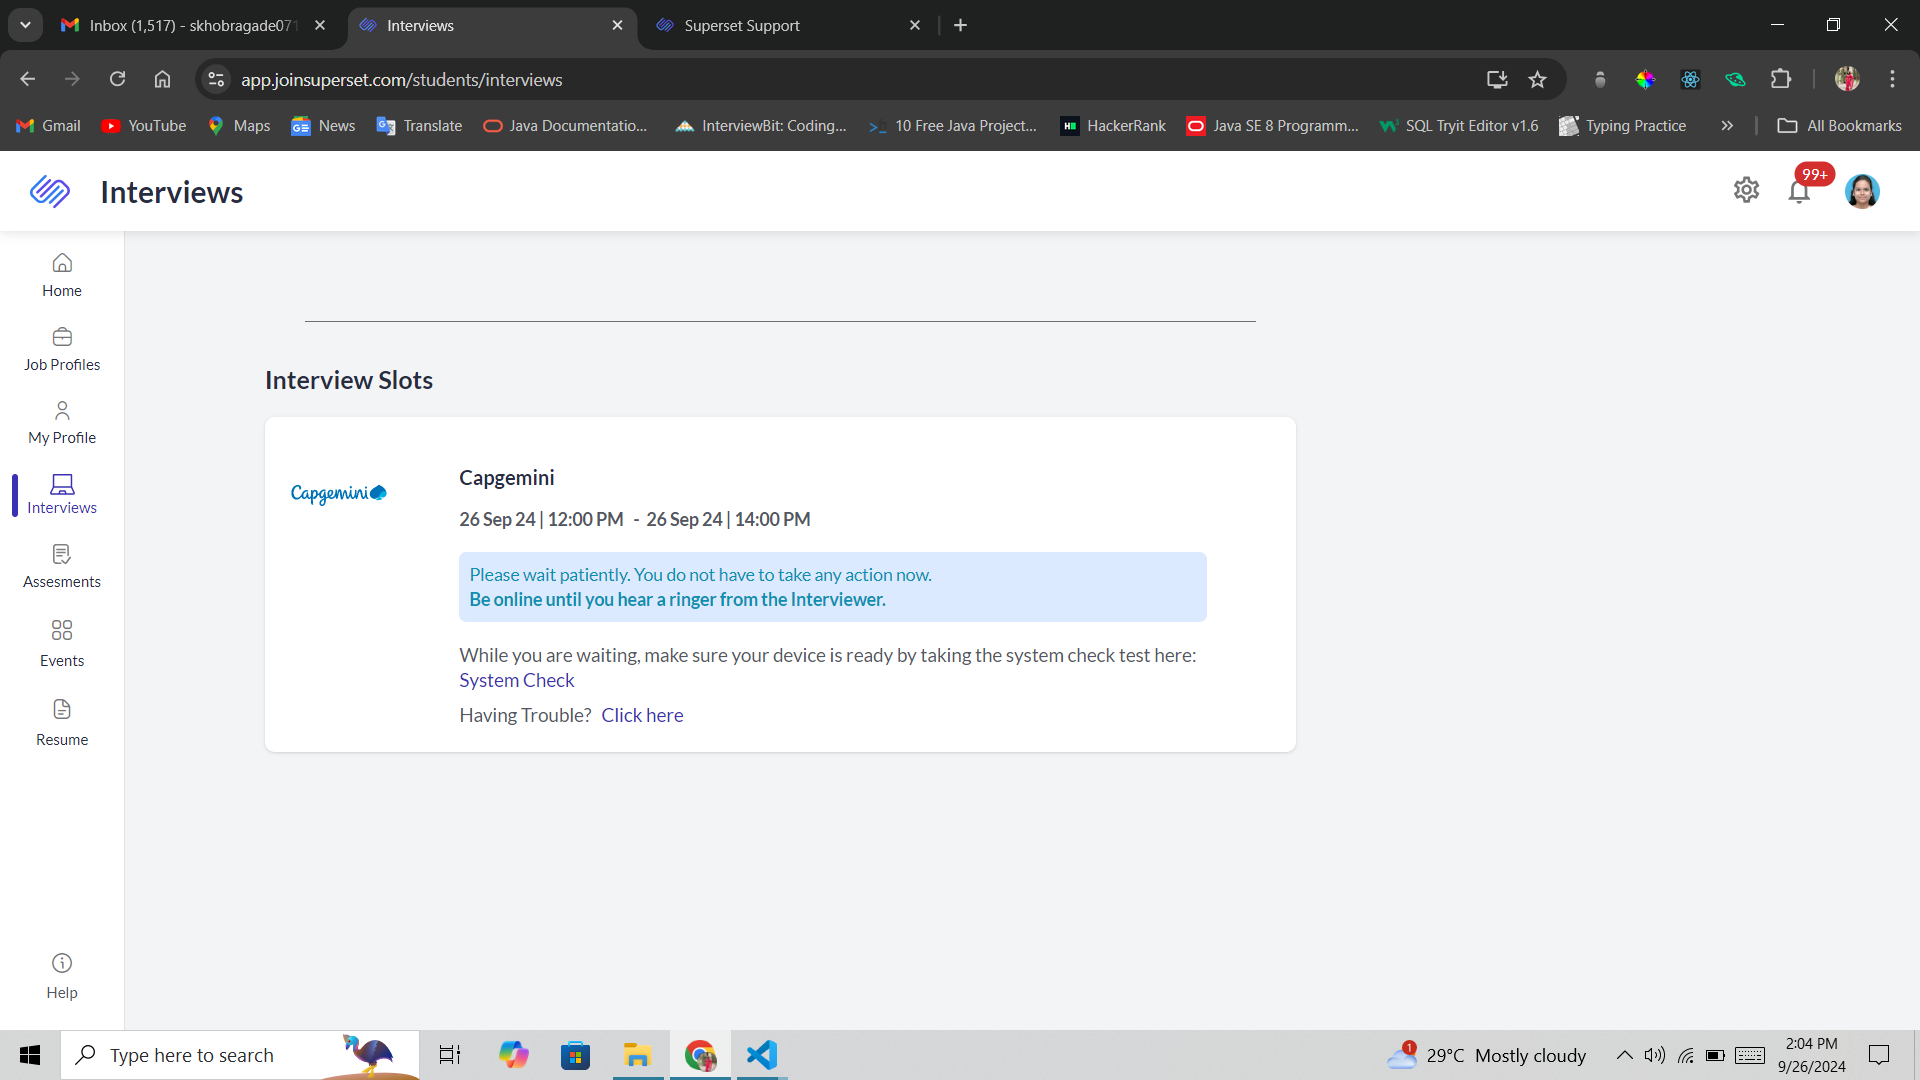 Inbox (1,517) - skhobragade071
Interviews
Superset Support
app.joinsuperset.com/students/interviews
Gmail
YouTube
Maps
News
Translate
Java Documentatio...
InterviewBit: Coding...
10 Free Java Project...
HackerRank
Java SE 8 Programm...
SQL Tryit Editor v1.6
Typing Practice
All Bookmarks
Interviews
99+
Home
Job Profiles
My Profile
Interviews
Assesments
Events
Resume
Help
Interview Slots
Capgemini
Capgemini
26 Sep 24 | 12:00 PM - 26 Sep 24 | 14:00 PM
Please wait patiently. You do not have to take any action now.
Be online until you hear a ringer from the Interviewer.
While you are waiting, make sure your device is ready by taking the system check test here:
System Check
Having Trouble? Click here
Type here to search
1
29°C Mostly cloudy
2:04 PM
9/26/2024